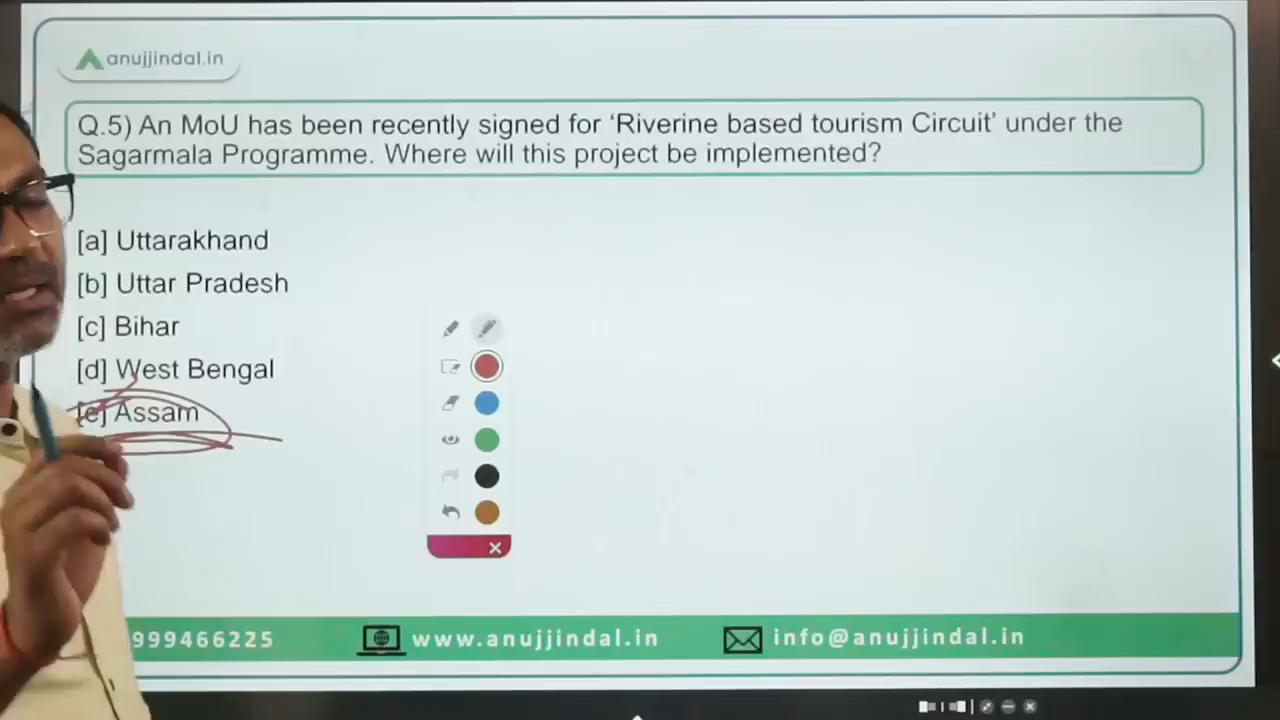 anujjindal.in
Q.5) An MoU has been recently signed for ‘Riverine based tourism Circuit’ under the
Sagarmala Programme. Where will this project be implemented?
[a] Uttarakhand
[b] Uttar Pradesh
[c] Bihar
[d] West Bengal
[e] Assam
999466225
www.anujjindal.in
info@anujjindal.in